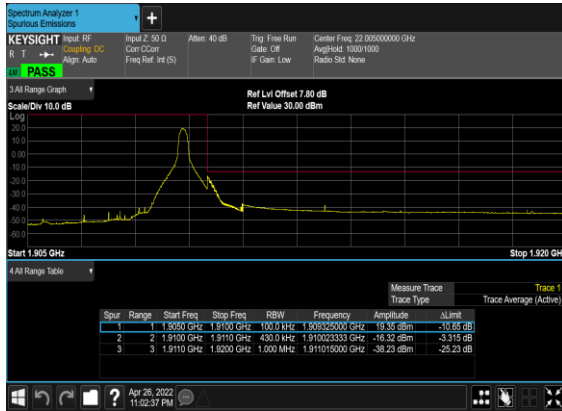 Spectrum Analyzer 1
Spurious Emissions
KEYSIGHT Input: RF Input Z: 50 Ω Atten: 40 dB Trig: Free Run Center Freq: 22.005000000 GHz
R T Coupling: DC Corr CCorr Gate: Off Avg|Hold: 1000/1000
Align: Auto Freq Ref: Int (S) IF Gain: Low Radio Std: None
LXI PASS
3 All Range Graph
Ref Lvl Offset 7.80 dB
Scale/Div 10.0 dB Ref Value 30.00 dBm
Log
20.0
10.0
0.00
-10.0
-20.0
-30.0
-40.0
-50.0
-60.0
Start 1.905 GHz Stop 1.920 GH
4 All Range Table
Measure Trace Trace 1
Trace Type Trace Average (Active)
Spur Range Start Freq Stop Freq RBW Frequency Amplitude ΔLimit
1 1 1.9050 GHz 1.9100 GHz 100.0 kHz 1.909325000 GHz 19.35 dBm -10.65 dB
2 2 1.9100 GHz 1.9110 GHz 430.0 kHz 1.910023333 GHz -16.32 dBm -3.315 dB
3 3 1.9110 GHz 1.9200 GHz 1.000 MHz 1.911015000 GHz -38.23 dBm -25.23 dB
? Apr 26, 2022
11:02:37 PM